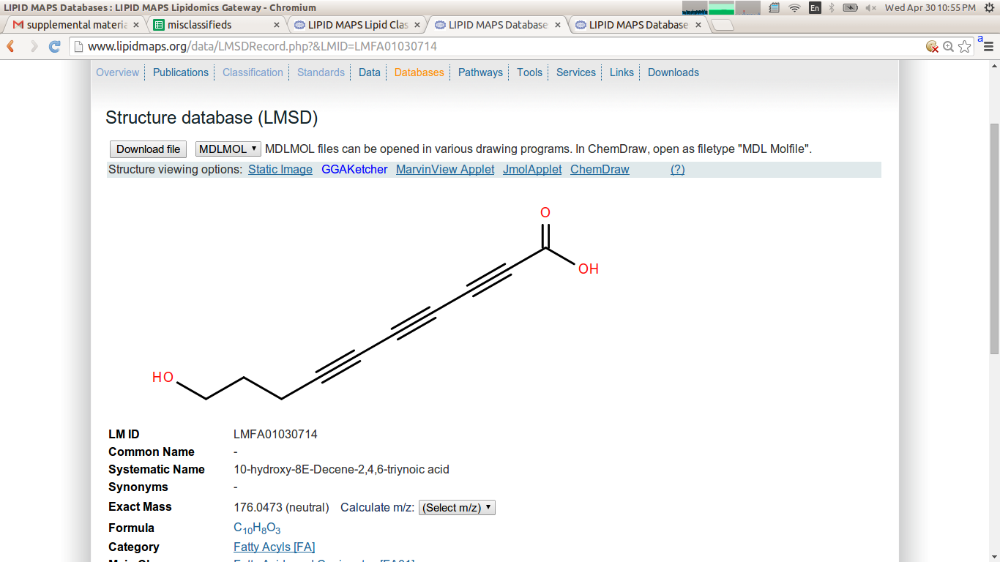 LIPID MAPS Databases : LIPID MAPS Lipidomics Gateway - Chromium
En
Wed Apr 30 10:55 PM
supplemental materia
misclassifieds
LIPID MAPS Lipid Clas
LIPID MAPS Database
LIPID MAPS Database
a
www.lipidmaps.org/data/LMSDRecord.php?&LMID=LMFA01030714
Overview Publications Classification Standards Data Databases Pathways Tools Services Links Downloads
Structure database (LMSD)
Download file MDLMOL MDLMOL files can be opened in various drawing programs. In ChemDraw, open as filetype "MDL Molfile".
Structure viewing options: Static Image GGAKetcher MarvinView Applet JmolApplet ChemDraw (?)
O
OH
HO
LM ID LMFA01030714
Common Name -
Systematic Name 10-hydroxy-8E-Decene-2,4,6-triynoic acid
Synonyms -
Exact Mass 176.0473 (neutral) Calculate m/z: (Select m/z)
Formula C10H8O3
Category Fatty Acyls [FA]